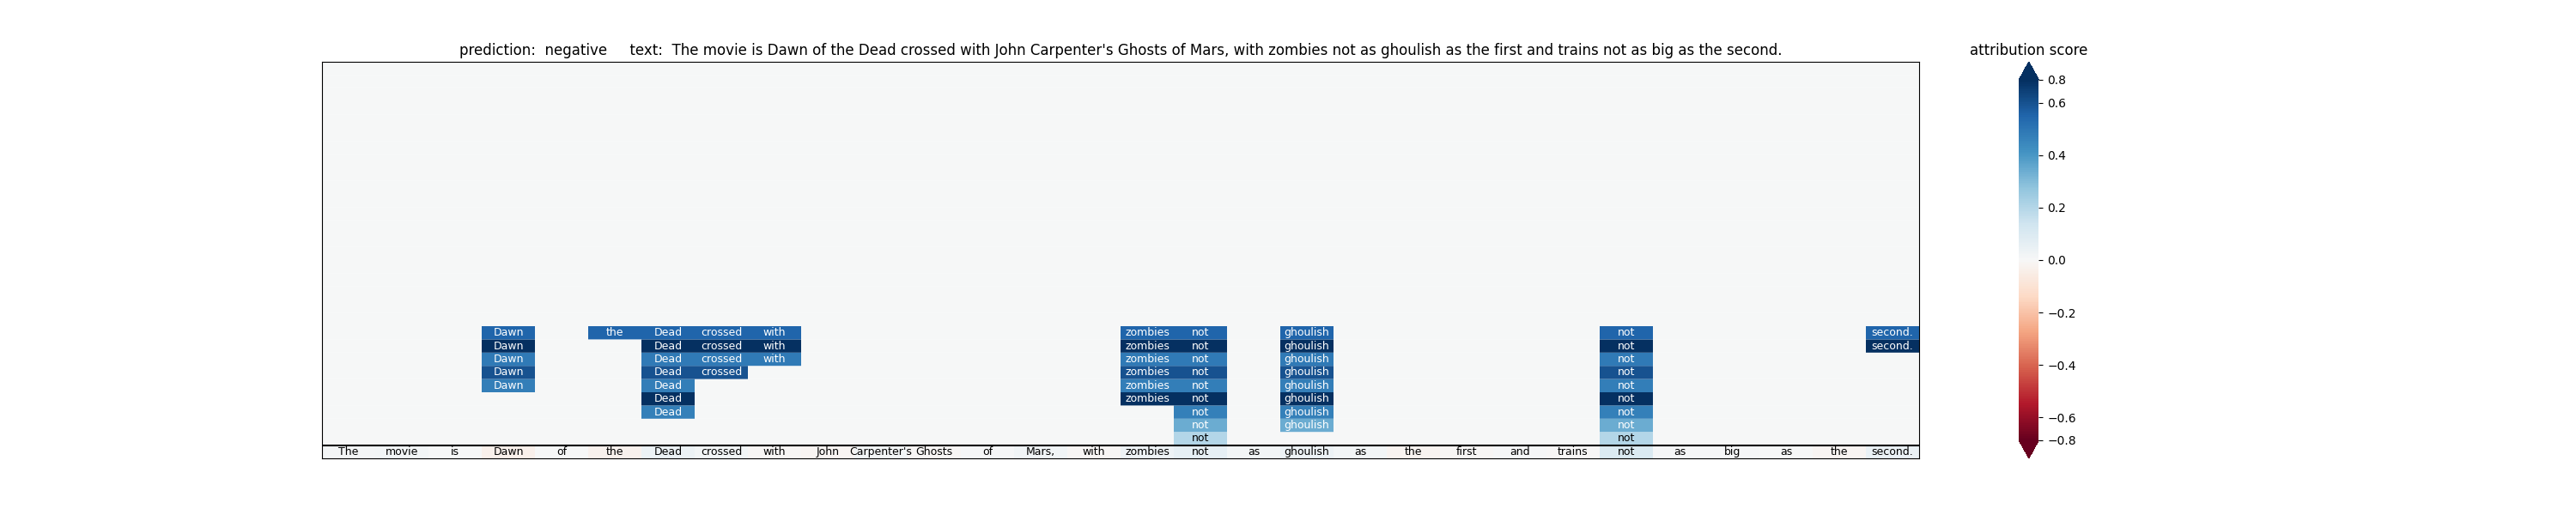 prediction: negative text: The movie is Dawn of the Dead crossed with John Carpenter's Ghosts of Mars, with zombies not as ghoulish as the first and trains not as big as the second.
attribution score
0.8
0.6
0.4
0.2
0.0
−0.2
−0.4
−0.6
−0.8
Dawn the Dead crossed with zombies not ghoulish not second.
Dawn Dead crossed with zombies not ghoulish not second.
Dawn Dead crossed with zombies not ghoulish not
Dawn Dead crossed zombies not ghoulish not
Dawn Dead zombies not ghoulish not
Dead zombies not ghoulish not
Dead not ghoulish not
not ghoulish not
not not
The movie is Dawn of the Dead crossed with John Carpenter's Ghosts of Mars, with zombies not as ghoulish as the first and trains not as big as the second.